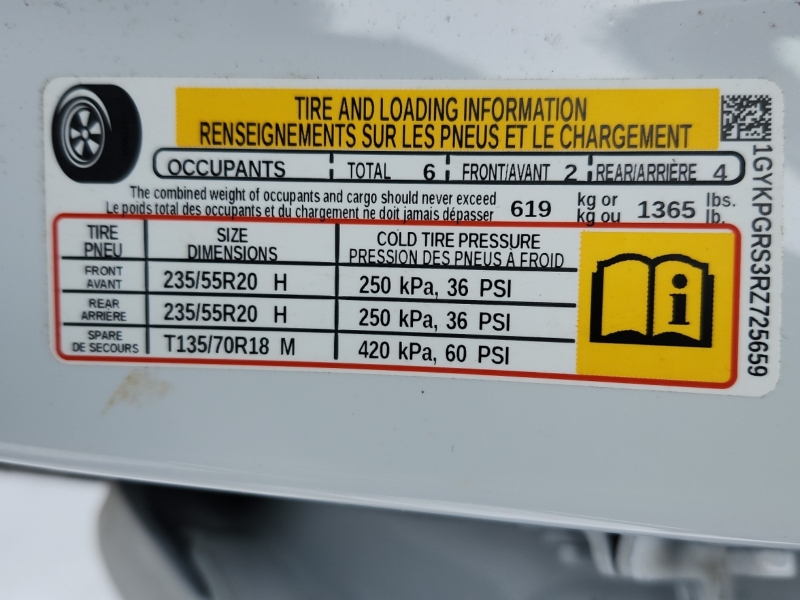 TIRE AND LOADING INFORMATION
RENSEIGNEMENTS SUR LES PNEUS ET LE CHARGEMENT
OCCUPANTS TOTAL 6 FRONT/AVANT 2 REAR/ARRIÈRE 4
The combined weight of occupants and cargo should never exceed
Le poids total des occupants et du chargement ne doit jamais dépasser
619 kg or
kg ou
1365 lbs.
lb.
TIRE
PNEU
SIZE
DIMENSIONS
COLD TIRE PRESSURE
PRESSION DES PNEUS A FROID
FRONT
AVANT
235/55R20 H
250 kPa, 36 PSI
REAR
ARRIÈRE
235/55R20 H
250 kPa, 36 PSI
SPARE
DE SECOURS
T135/70R18 M
420 kPa, 60 PSI
i
1GYKPGRS3RZ725659